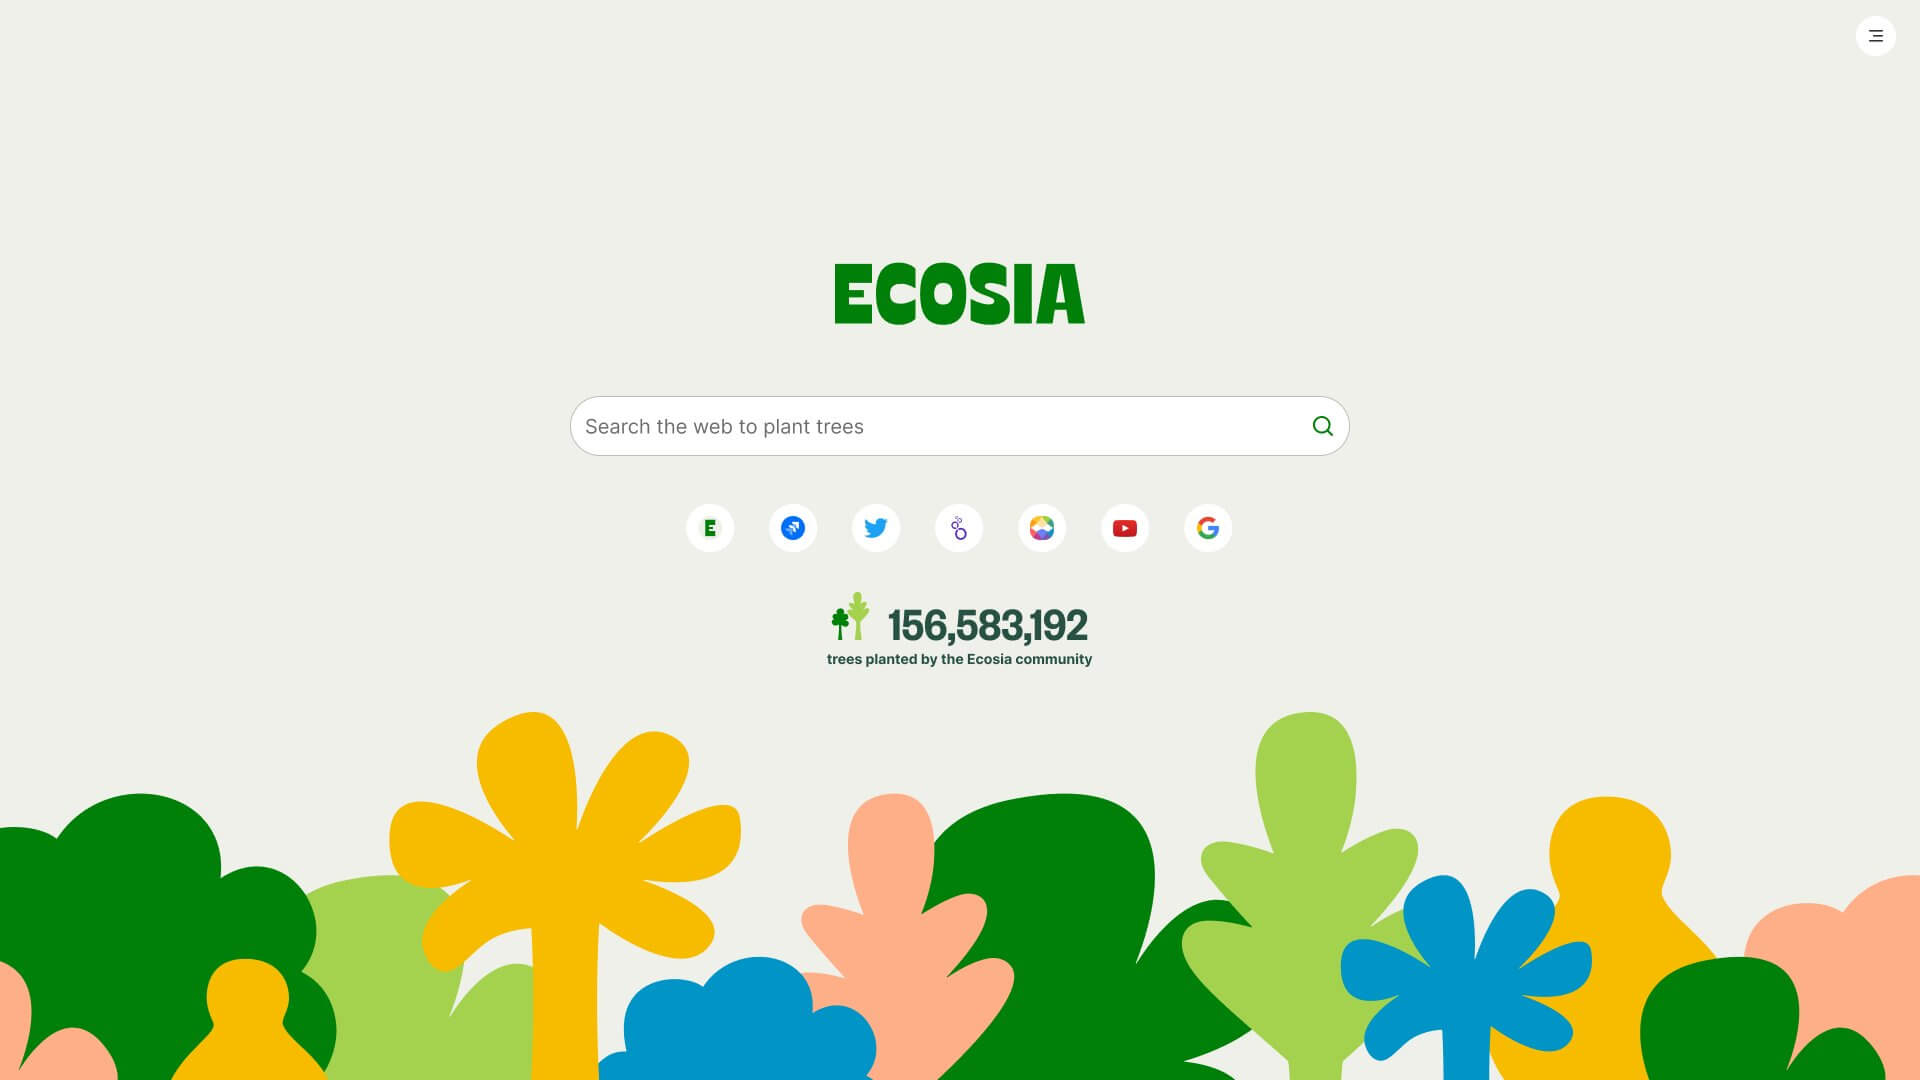 ECOSIA
Search the web to plant trees
E
156,583,192
trees planted by the Ecosia community